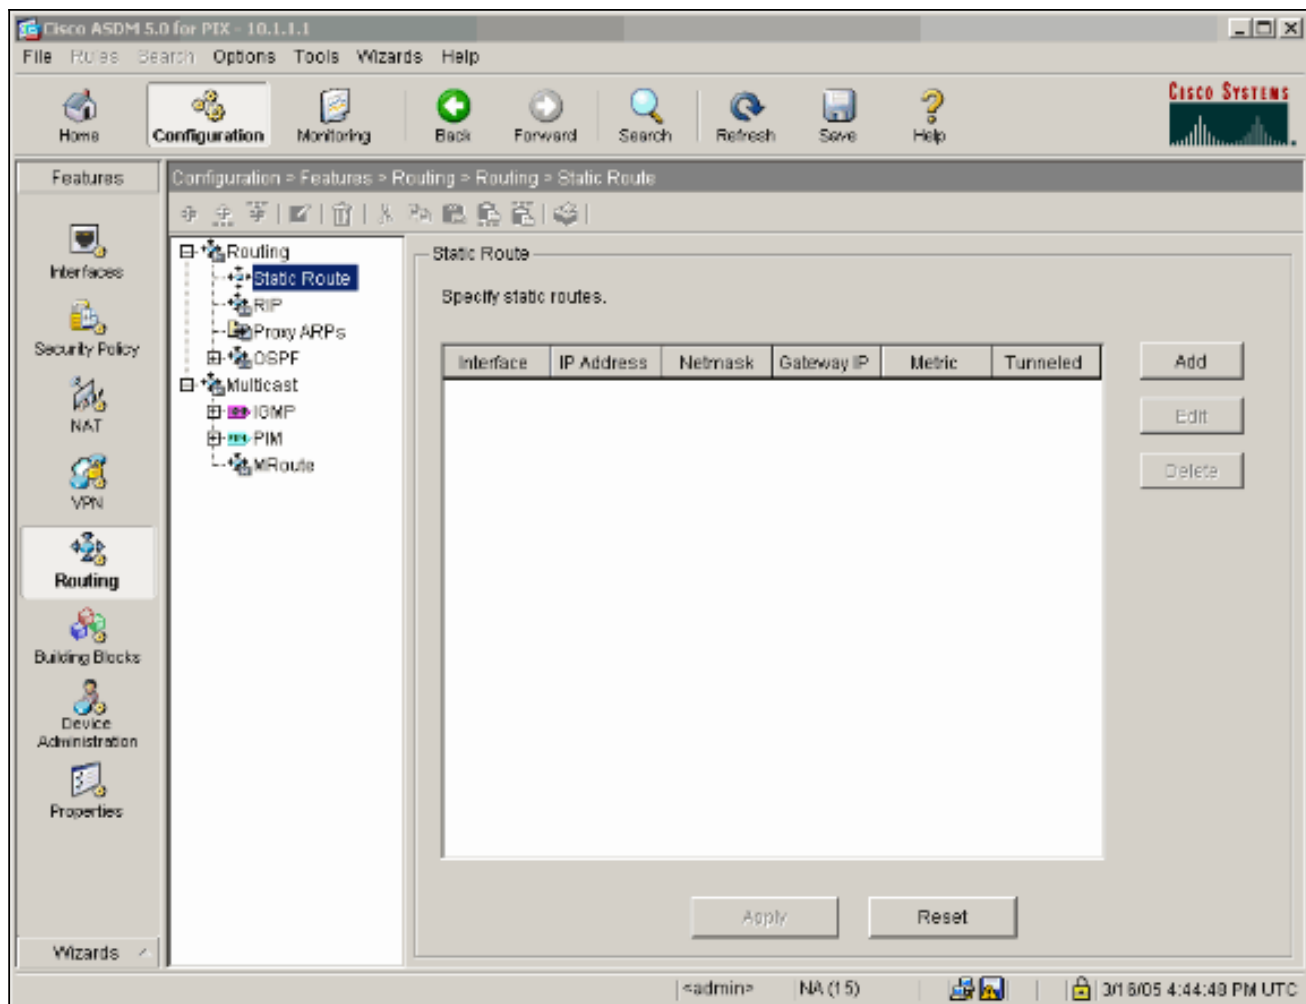 Cisco ASDM 5.0 for PIX - 10.1.1.1
File Rules Search Options Tools Wizards Help
Home Configuration Monitoring Back Forward Search Refresh Save Help
CISCO SYSTEMS
Features
Configuration > Features > Routing > Routing > Static Route
Interfaces
Security Policy
NAT
VPN
Routing
Building Blocks
Device
Administration
Properties
Wizards
Routing
Static Route
RIP
Proxy ARPs
OSPF
Multicast
IGMP
PIM
MRoute
Static Route
Specify static routes.
Interface IP Address Netmask Gateway IP Metric Tunneled
Add
Edit
Delete
Apply Reset
<admin> NA (15) 3/16/05 4:44:48 PM UTC